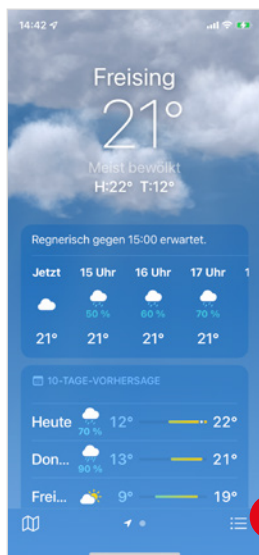 14:42
Freising
21°
Meist bewölkt
H:22° T:12°
Regnerisch gegen 15:00 erwartet.
Jetzt 15 Uhr 16 Uhr 17 Uhr 1
50 % 60 % 70 %
21° 21° 21° 21°
10-TAGE-VORHERSAGE
Heute 70 % 12° 22°
Don... 90 % 13° 21°
Frei... 9° 19°